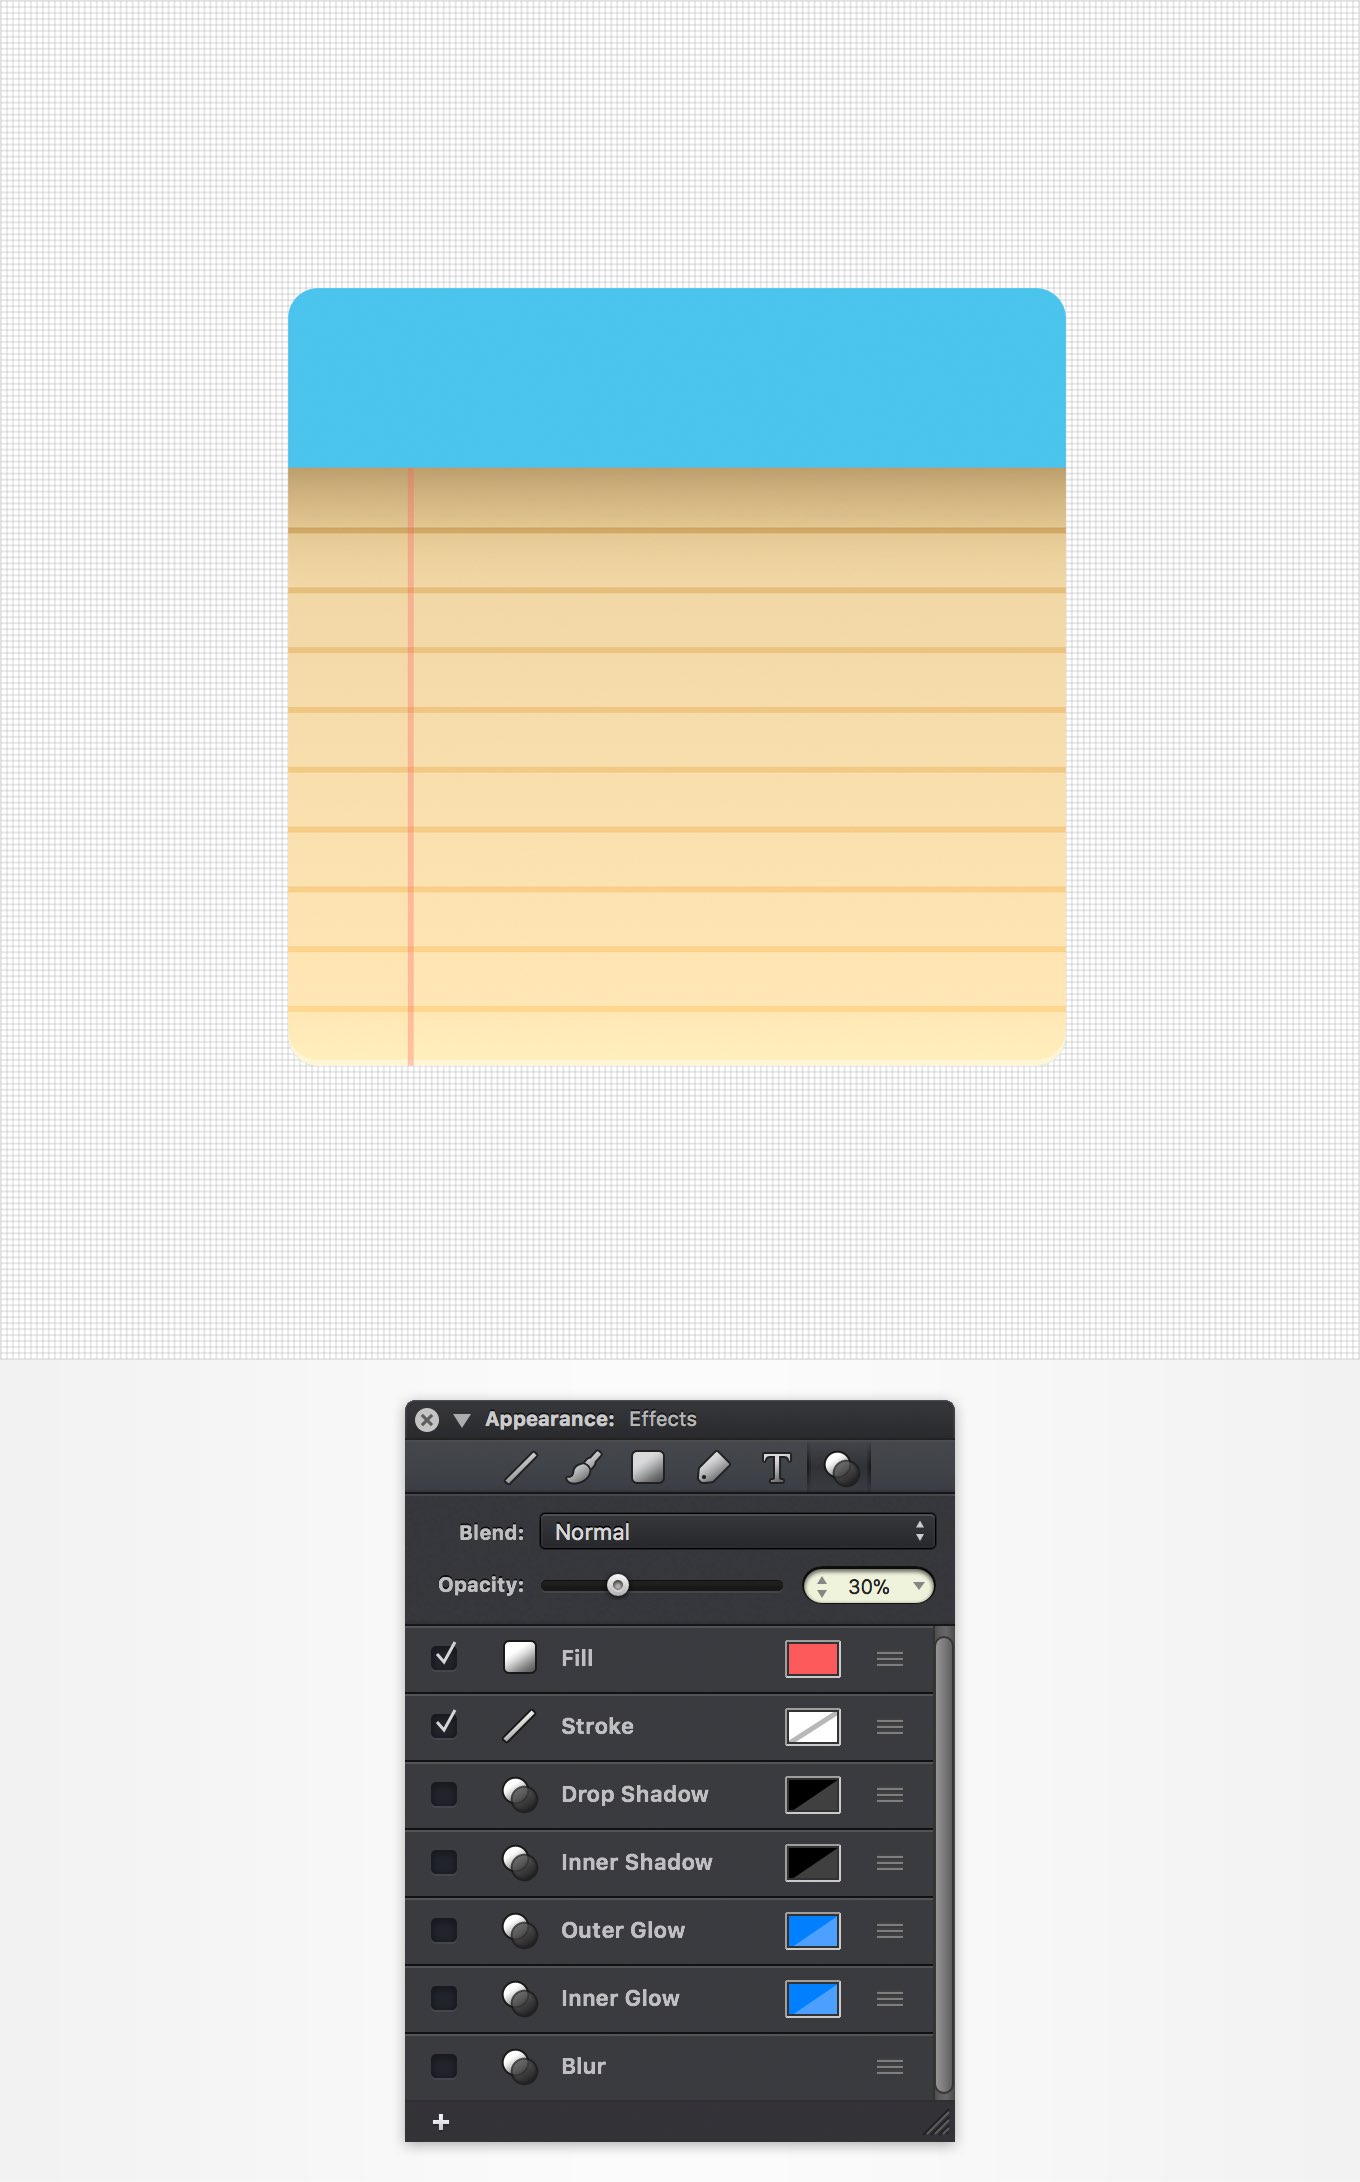 Appearance: Effects
T
Blend: Normal
Opacity: 30%
Fill
Stroke
Drop Shadow
Inner Shadow
Outer Glow
Inner Glow
Blur